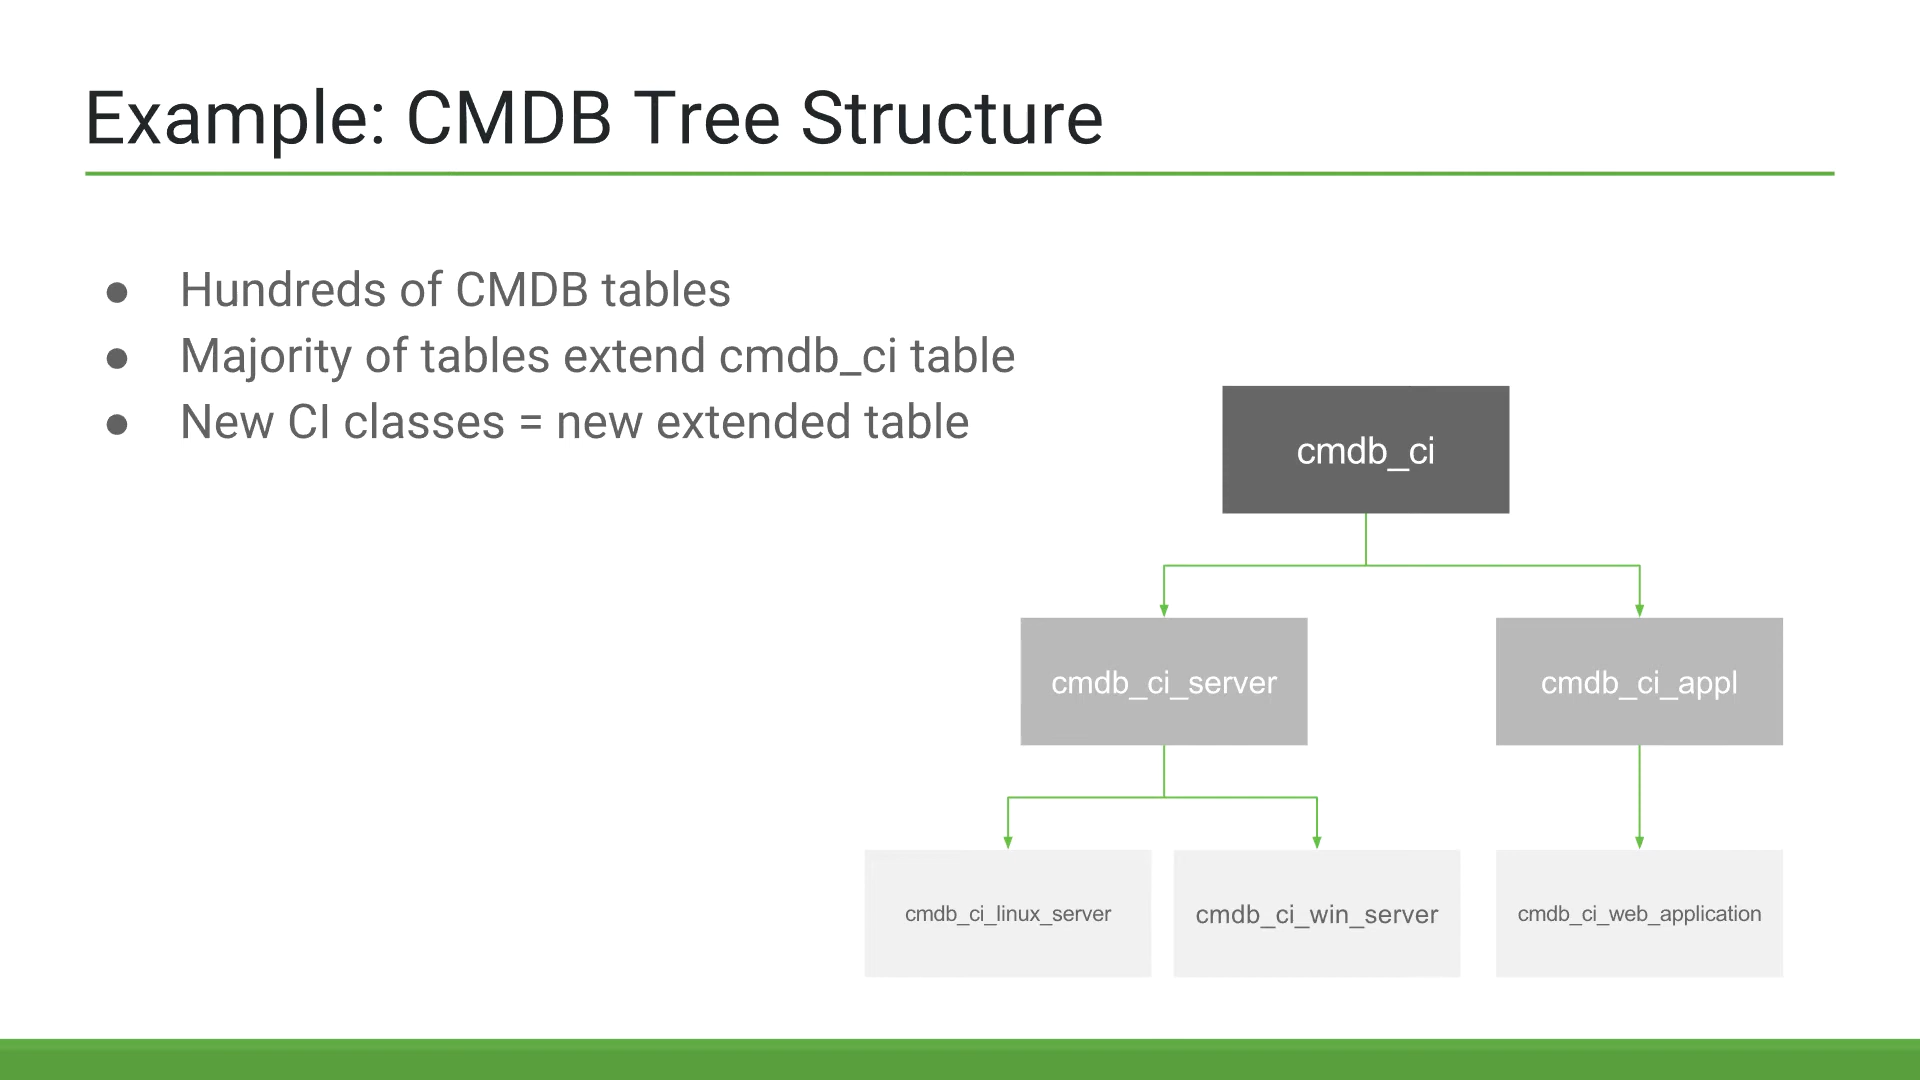 Example: CMDB Tree Structure
● Hundreds of CMDB tables
● Majority of tables extend cmdb_ci table
● New CI classes = new extended table
cmdb_ci
cmdb_ci_server
cmdb_ci_appl
cmdb_ci_linux_server
cmdb_ci_win_server
cmdb_ci_web_application